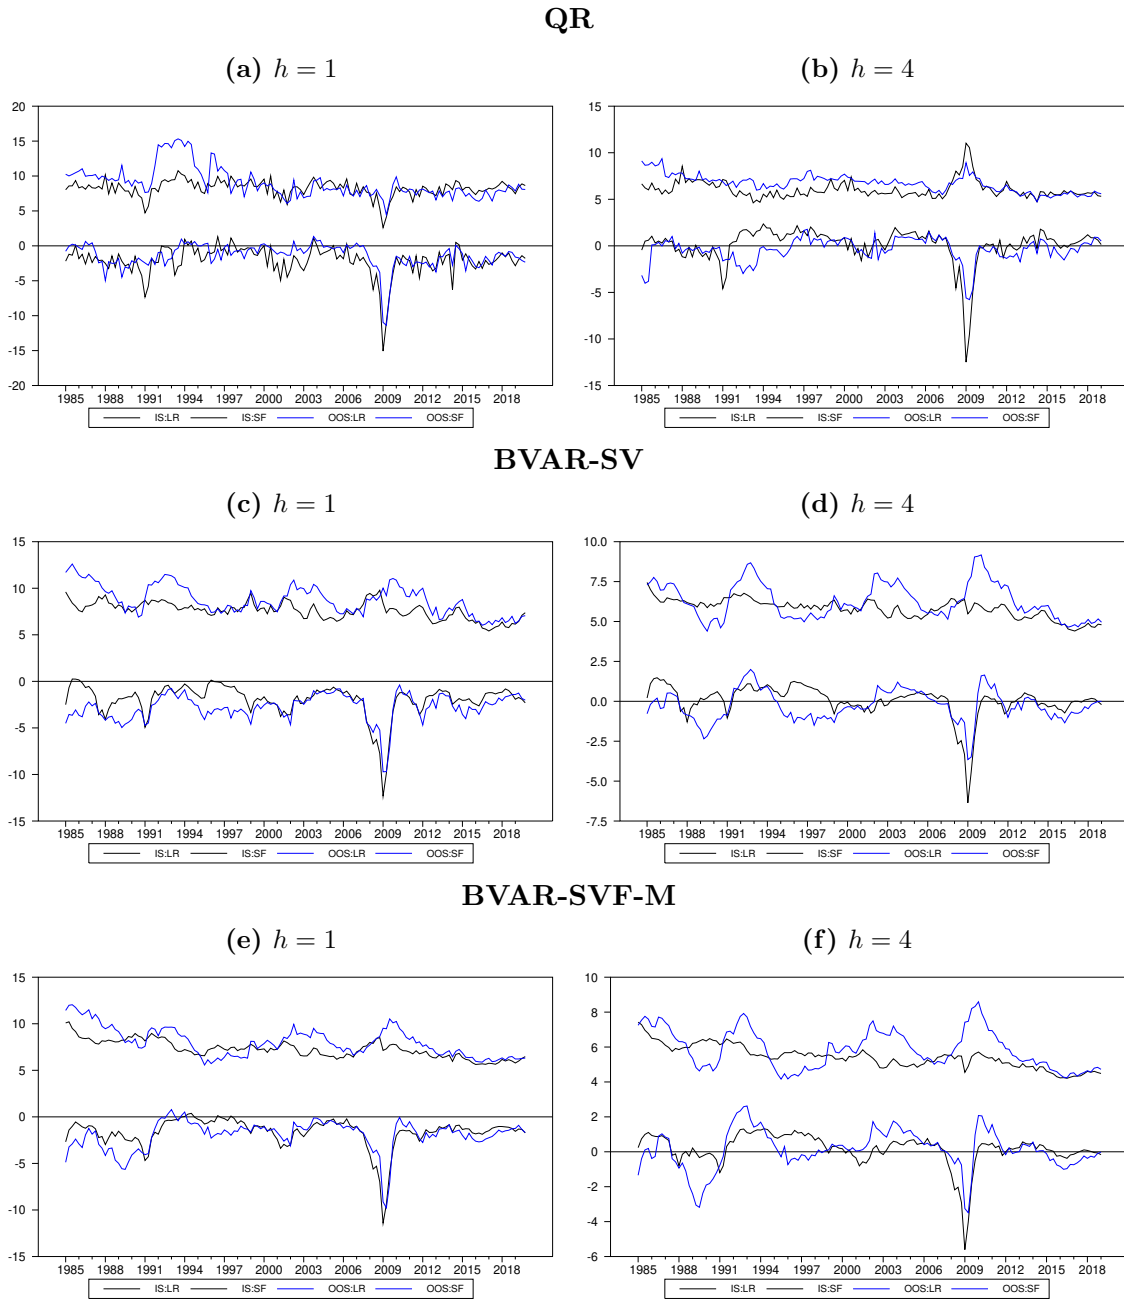 QR
(a) h = 1
(b) h = 4
20
15
10
5
0
-5
-10
-15
-20
1985 1988 1991 1994 1997 2000 2003 2006 2009 2012 2015 2018
IS:LR IS:SF OOS:LR OOS:SF
15
10
5
0
-5
-10
-15
1985 1988 1991 1994 1997 2000 2003 2006 2009 2012 2015 2018
IS:LR IS:SF OOS:LR OOS:SF
BVAR-SV
(c) h = 1
(d) h = 4
15
10
5
0
-5
-10
-15
1985 1988 1991 1994 1997 2000 2003 2006 2009 2012 2015 2018
IS:LR IS:SF OOS:LR OOS:SF
10.0
7.5
5.0
2.5
0.0
-2.5
-5.0
-7.5
1985 1988 1991 1994 1997 2000 2003 2006 2009 2012 2015 2018
IS:LR IS:SF OOS:LR OOS:SF
BVAR-SVF-M
(e) h = 1
(f) h = 4
15
10
5
0
-5
-10
-15
1985 1988 1991 1994 1997 2000 2003 2006 2009 2012 2015 2018
IS:LR IS:SF OOS:LR OOS:SF
10
8
6
4
2
0
-2
-4
-6
1985 1988 1991 1994 1997 2000 2003 2006 2009 2012 2015 2018
IS:LR IS:SF OOS:LR OOS:SF